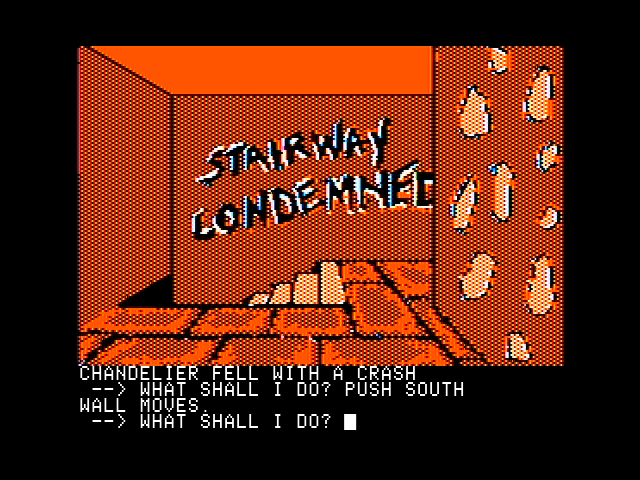 STAIRWAY
CONDEMNED
CHANDELIER FELL WITH A CRASH
--> WHAT SHALL I DO? PUSH SOUTH
WALL MOVES.
--> WHAT SHALL I DO?